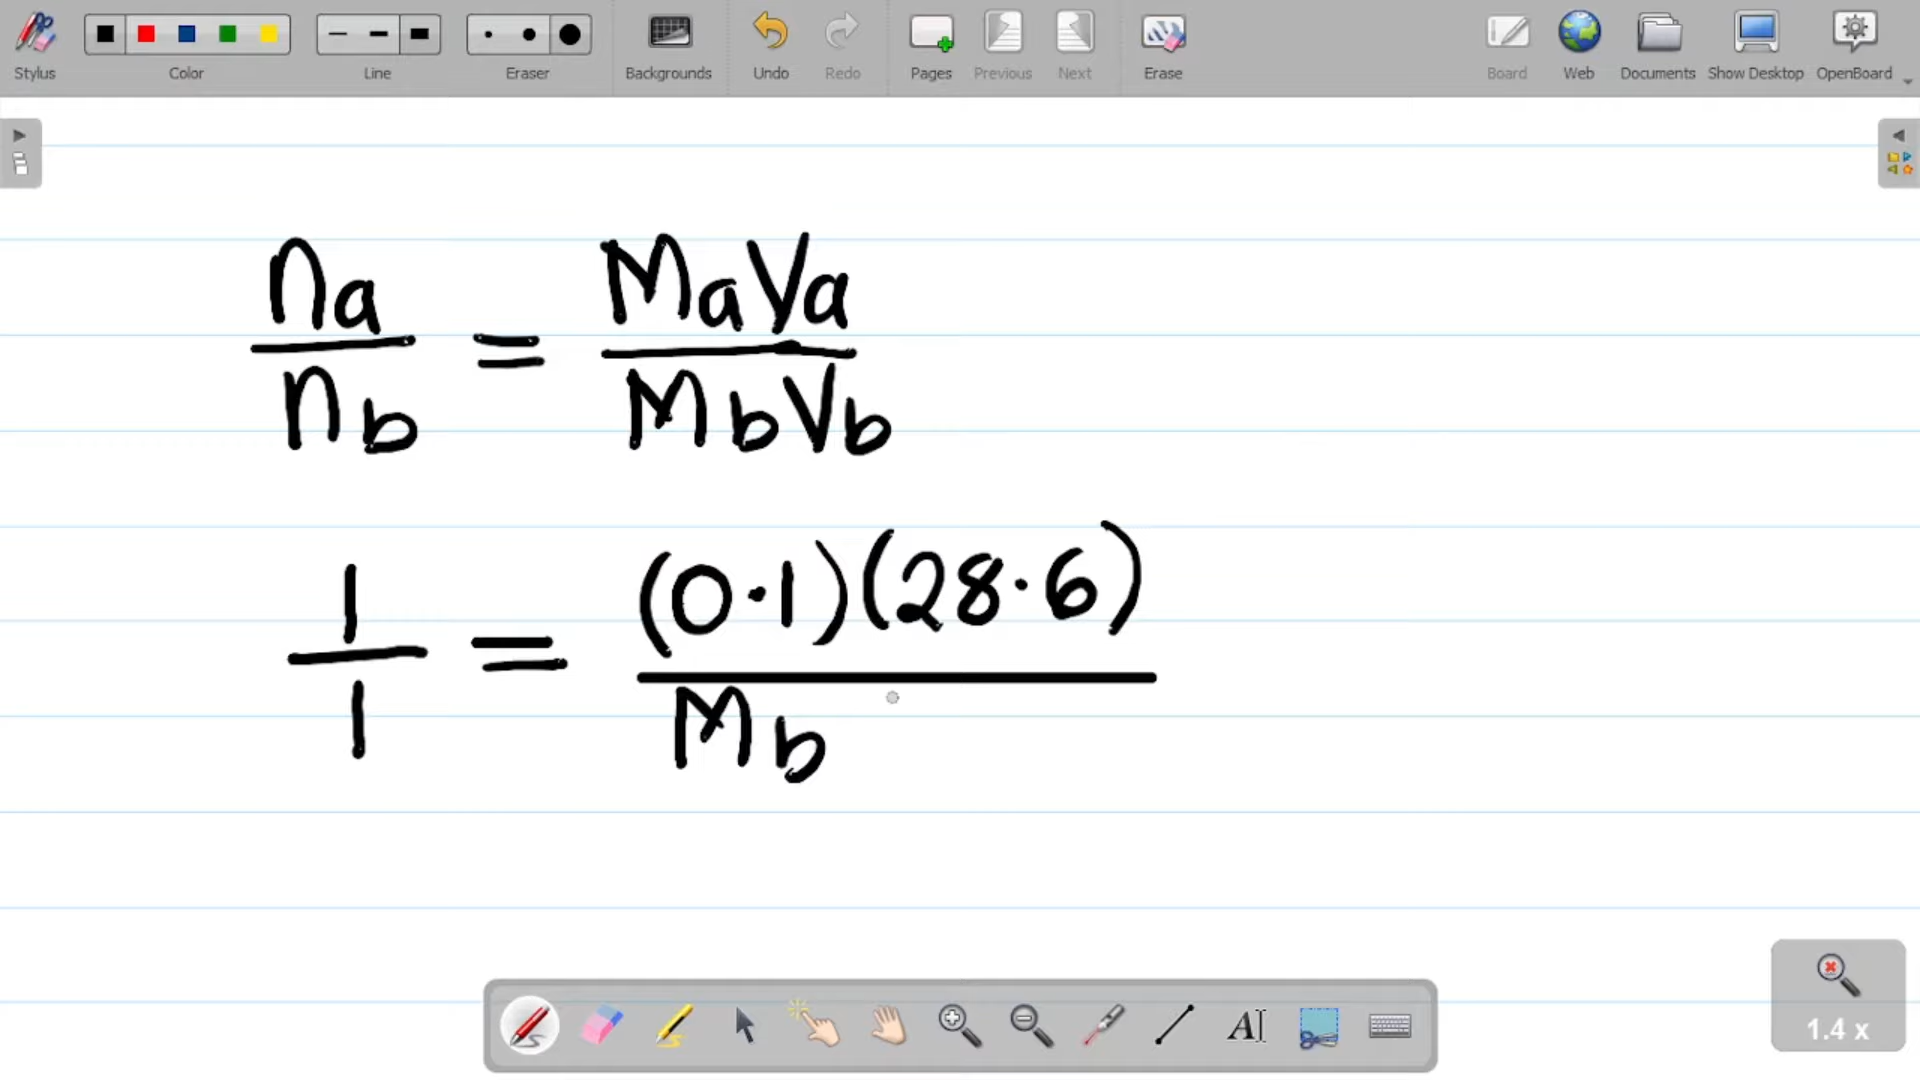 Stylus Color Line Eraser Backgrounds Undo Redo Pages Previous Next Erase Board Web Documents Show Desktop OpenBoard
na / nb = MaVa / MbVb
1 / 1 = (0·1)(28·6) / Mb
AI
1.4 x